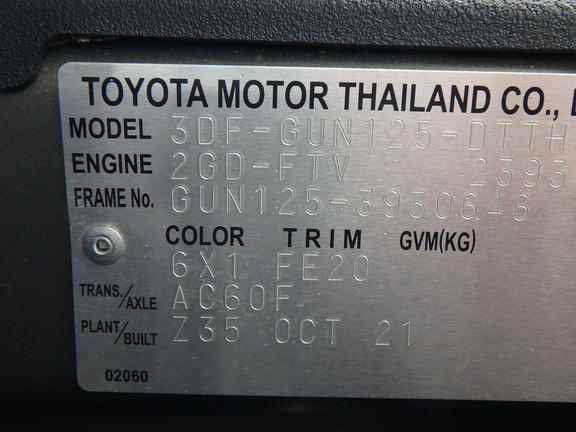 TOYOTA MOTOR THAILAND CO.,
MODEL 3DF-GUN125-DTTH
ENGINE 2GD-FTV 2393
FRAME No. GUN125-3930646
COLOR TRIM GVM(KG)
6X1 FE20
TRANS./AXLE AC60F
PLANT/BUILT Z35 OCT 21
02060